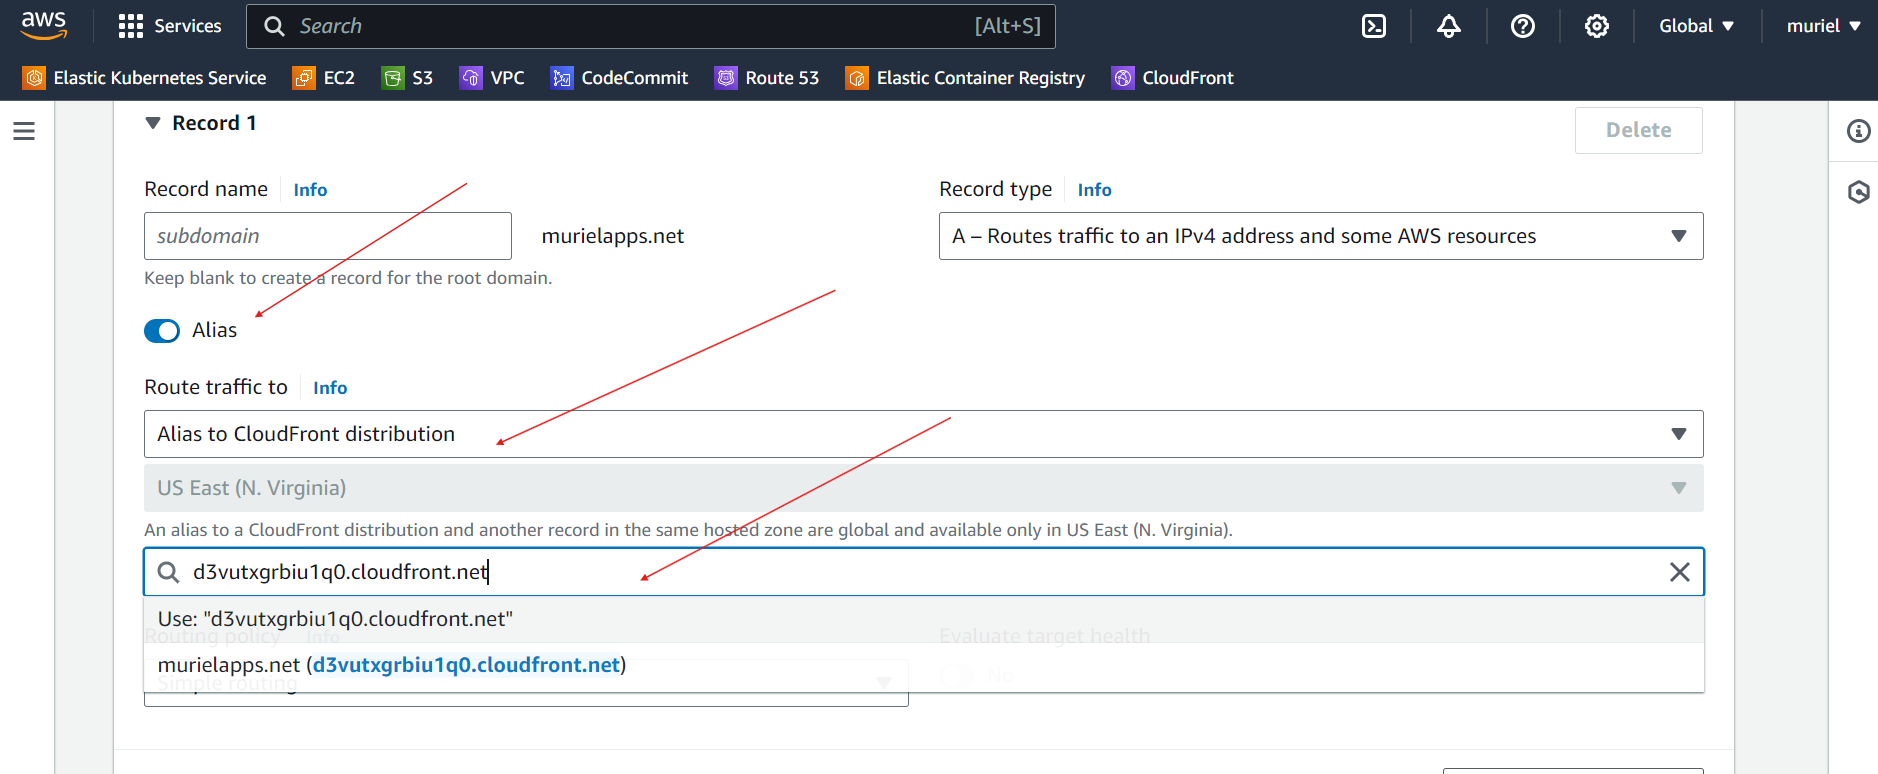 aws Services Search [Alt+S] Global muriel
Elastic Kubernetes Service EC2 S3 VPC CodeCommit Route 53 Elastic Container Registry CloudFront
Record 1
Delete
Record name Info
Record type Info
subdomain murielapps.net
A – Routes traffic to an IPv4 address and some AWS resources
Keep blank to create a record for the root domain.
Alias
Route traffic to Info
Alias to CloudFront distribution
US East (N. Virginia)
An alias to a CloudFront distribution and another record in the same hosted zone are global and available only in US East (N. Virginia).
d3vutxgrbiu1q0.cloudfront.net
Use: "d3vutxgrbiu1q0.cloudfront.net"
Routing policy Info
Evaluate target health
murielapps.net (d3vutxgrbiu1q0.cloudfront.net)
Simple routing
No